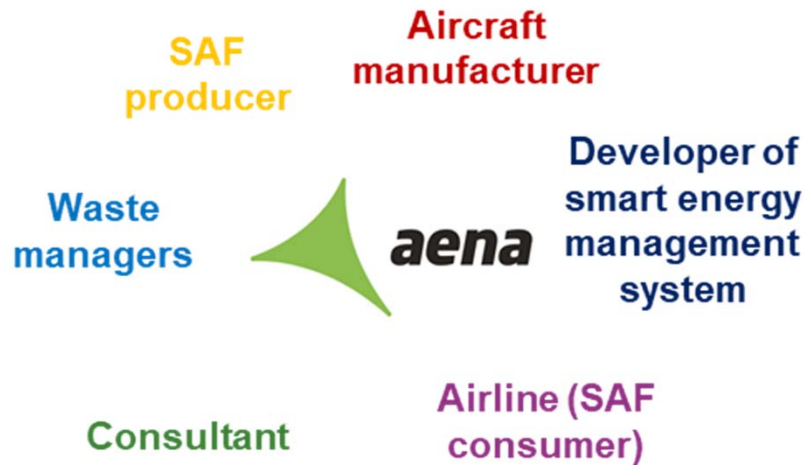 SAF
producer
Aircraft
manufacturer
Waste
managers
aena
Developer of
smart energy
management
system
Consultant
Airline (SAF
consumer)